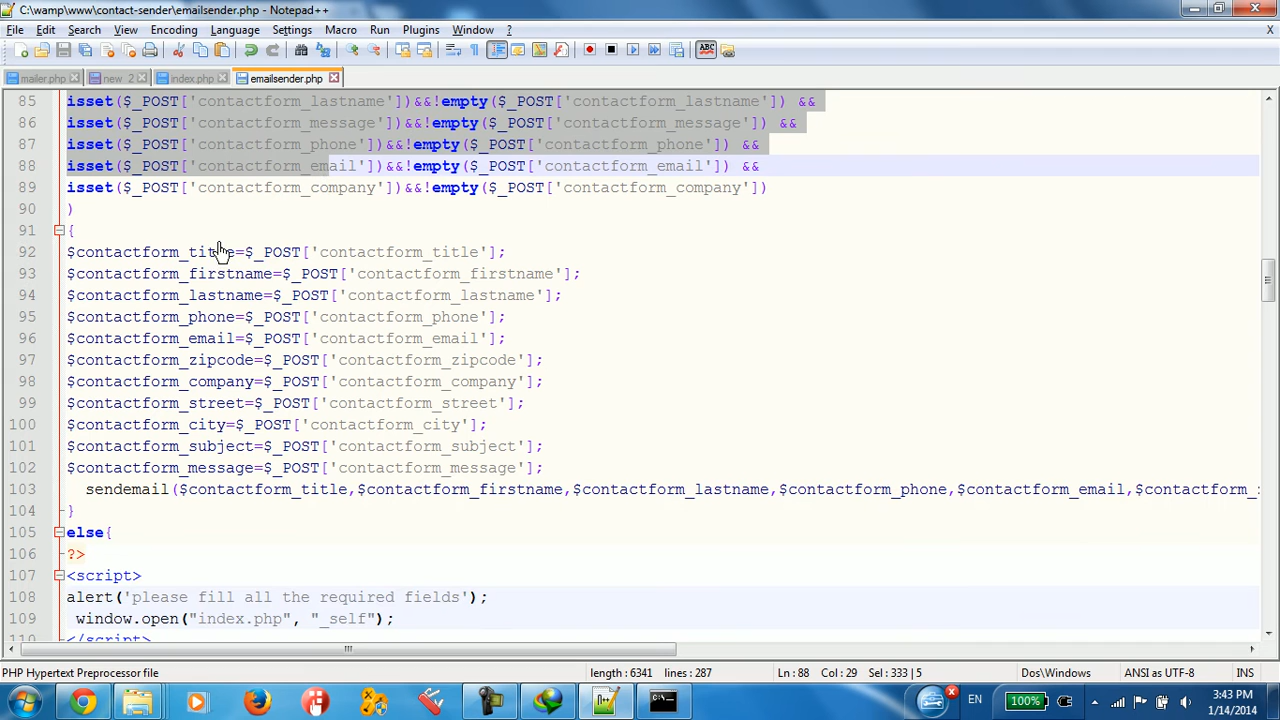 C:\wamp\www\contact-sender\emailsender.php - Notepad++
File Edit Search View Encoding Language Settings Macro Run Plugins Window ? X
mailer.php new 2 index.php emailsender.php
85 isset($_POST['contactform_lastname'])&&!empty($_POST['contactform_lastname']) &&
86 isset($_POST['contactform_message'])&&!empty($_POST['contactform_message']) &&
87 isset($_POST['contactform_phone'])&&!empty($_POST['contactform_phone']) &&
88 isset($_POST['contactform_email'])&&!empty($_POST['contactform_email']) &&
89 isset($_POST['contactform_company'])&&!empty($_POST['contactform_company'])
90 )
91 {
92 $contactform_title=$_POST['contactform_title'];
93 $contactform_firstname=$_POST['contactform_firstname'];
94 $contactform_lastname=$_POST['contactform_lastname'];
95 $contactform_phone=$_POST['contactform_phone'];
96 $contactform_email=$_POST['contactform_email'];
97 $contactform_zipcode=$_POST['contactform_zipcode'];
98 $contactform_company=$_POST['contactform_company'];
99 $contactform_street=$_POST['contactform_street'];
100 $contactform_city=$_POST['contactform_city'];
101 $contactform_subject=$_POST['contactform_subject'];
102 $contactform_message=$_POST['contactform_message'];
103 sendemail($contactform_title,$contactform_firstname,$contactform_lastname,$contactform_phone,$contactform_email,$contactform_
104 }
105 else{
106 ?>
107 <script>
108 alert('please fill all the required fields');
109 window.open("index.php", "_self");
110 </script>
PHP Hypertext Preprocessor file length : 6341 lines : 287 Ln : 88 Col : 29 Sel : 333 | 5 Dos\Windows ANSI as UTF-8 INS
EN 100% 3:43 PM
1/14/2014